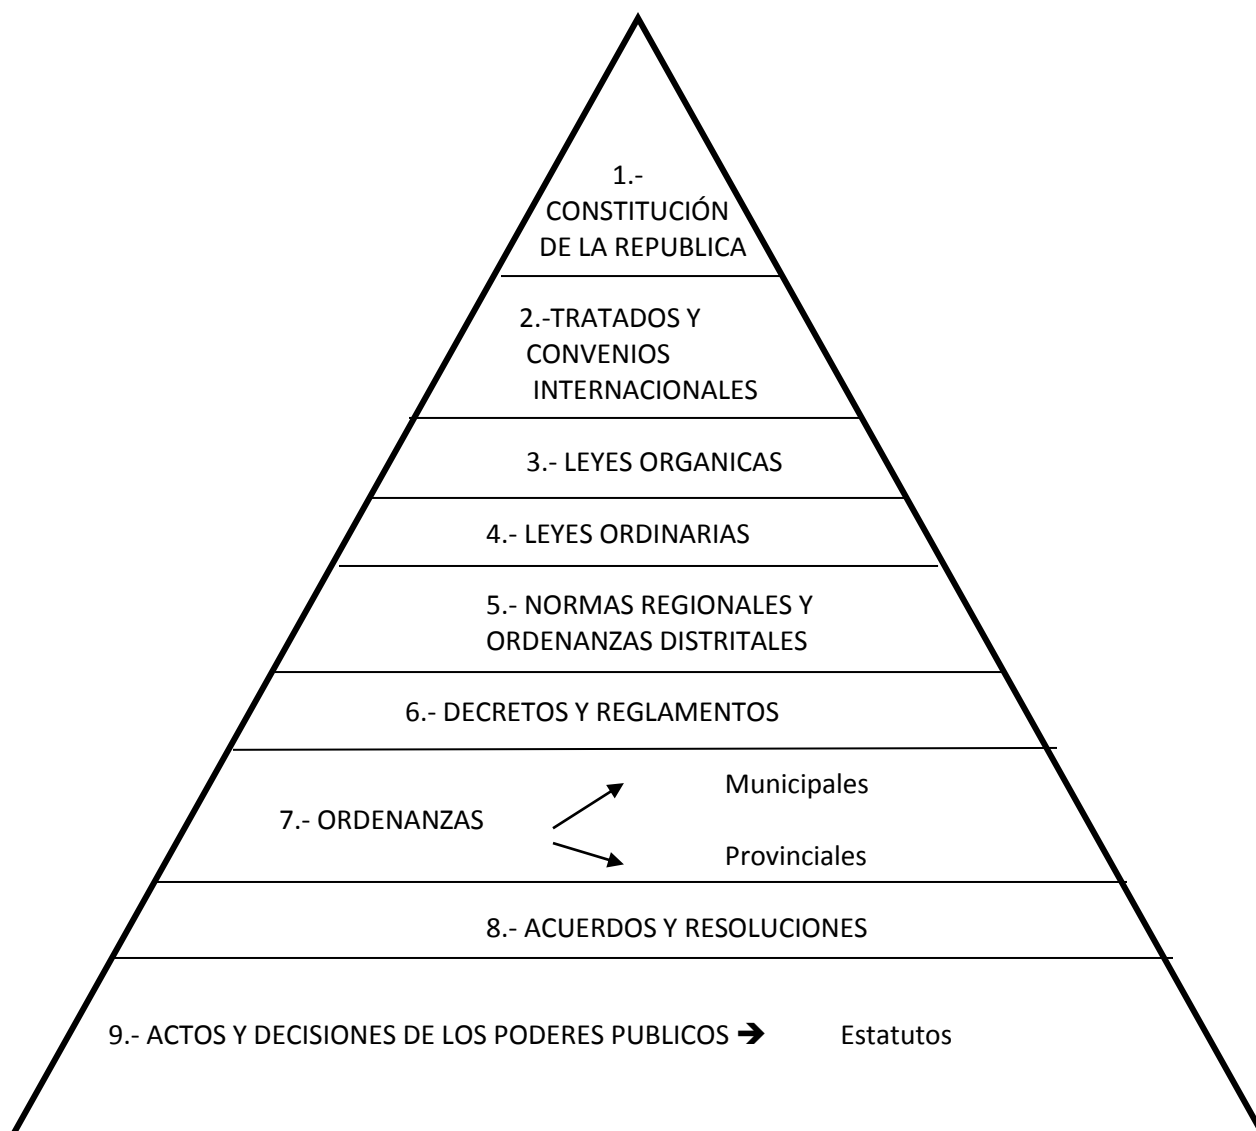 1.-
CONSTITUCIÓN
DE LA REPUBLICA
2.-TRATADOS Y
CONVENIOS
INTERNACIONALES
3.- LEYES ORGANICAS
4.- LEYES ORDINARIAS
5.- NORMAS REGIONALES Y
ORDENANZAS DISTRITALES
6.- DECRETOS Y REGLAMENTOS
Municipales
7.- ORDENANZAS
Provinciales
8.- ACUERDOS Y RESOLUCIONES
9.- ACTOS Y DECISIONES DE LOS PODERES PUBLICOS ➔ Estatutos